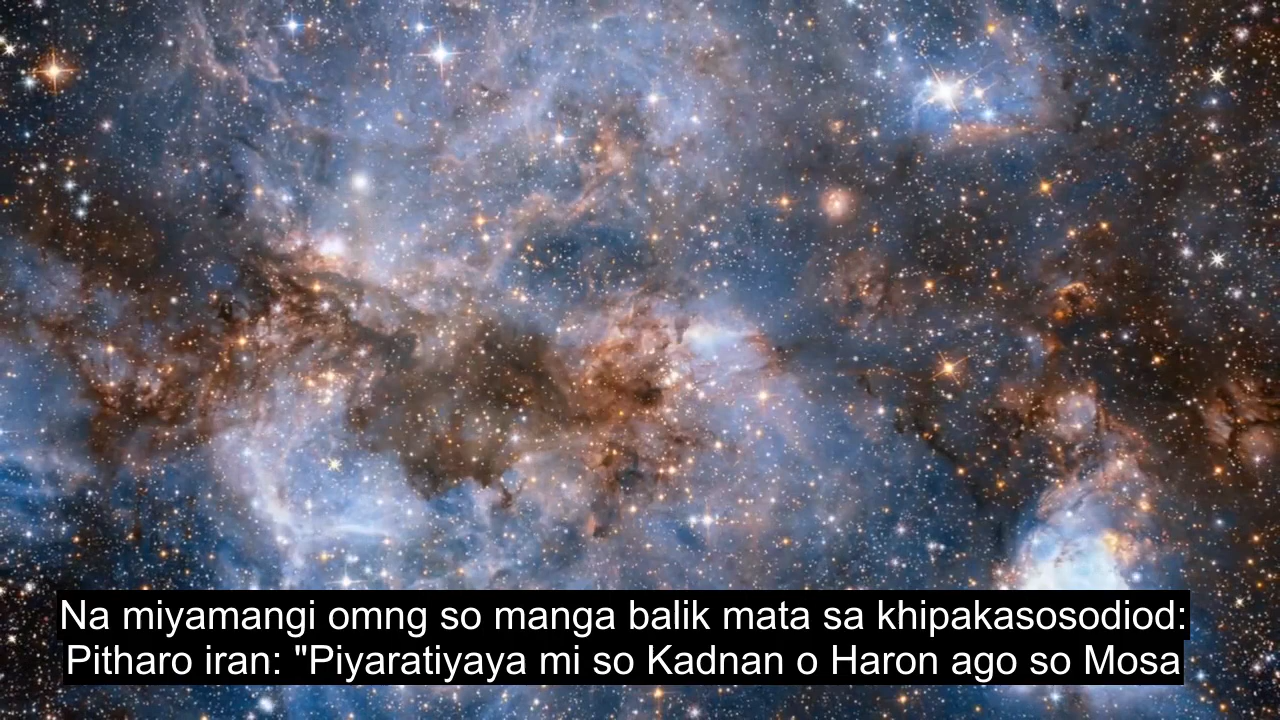 Na miyamangi omng so manga balik mata sa khipakasosodiod:
Pitharo iran: "Piyaratiyaya mi so Kadnan o Haron ago so Mosa